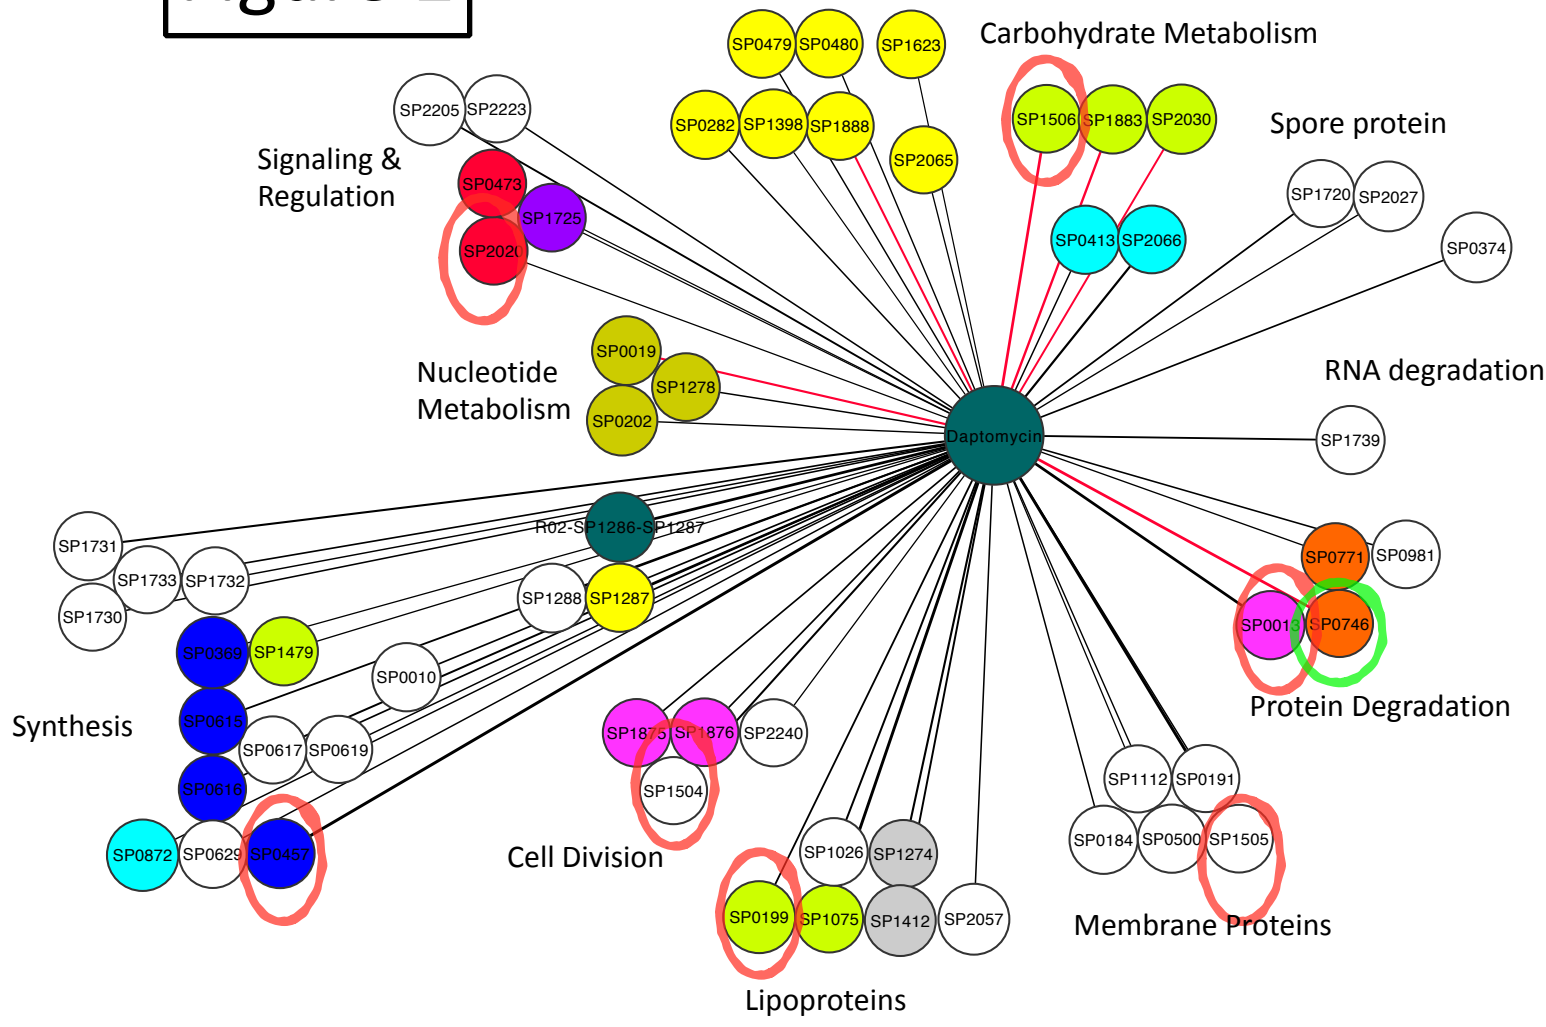 SP0479 SP0480 SP1623
Carbohydrate Metabolism
SP2205 SP2223
SP0282 SP1398 SP1888
SP1506 SP1883 SP2030
Spore protein
Signaling &
Regulation
SP2065
SP0473
SP1725
SP2020
SP1720 SP2027
SP0413 SP2066
SP0374
Nucleotide
Metabolism
SP0019
SP1278
SP0202
RNA degradation
Daptomycin
SP1739
R02-SP1286-SP1287
SP1731
SP1733 SP1732
SP1730
SP1288 SP1287
SP0771 SP0981
SP0013 SP0746
Protein Degradation
SP0369 SP1479
SP0010
Synthesis
SP0615
SP0617 SP0619
SP0616
SP0872 SP0629 SP0457
SP1875 SP1876 SP2240
SP1504
Cell Division
SP1112 SP0191
SP0184 SP0500 SP1505
Membrane Proteins
SP1026 SP1274
SP0199 SP1075 SP1412 SP2057
Lipoproteins